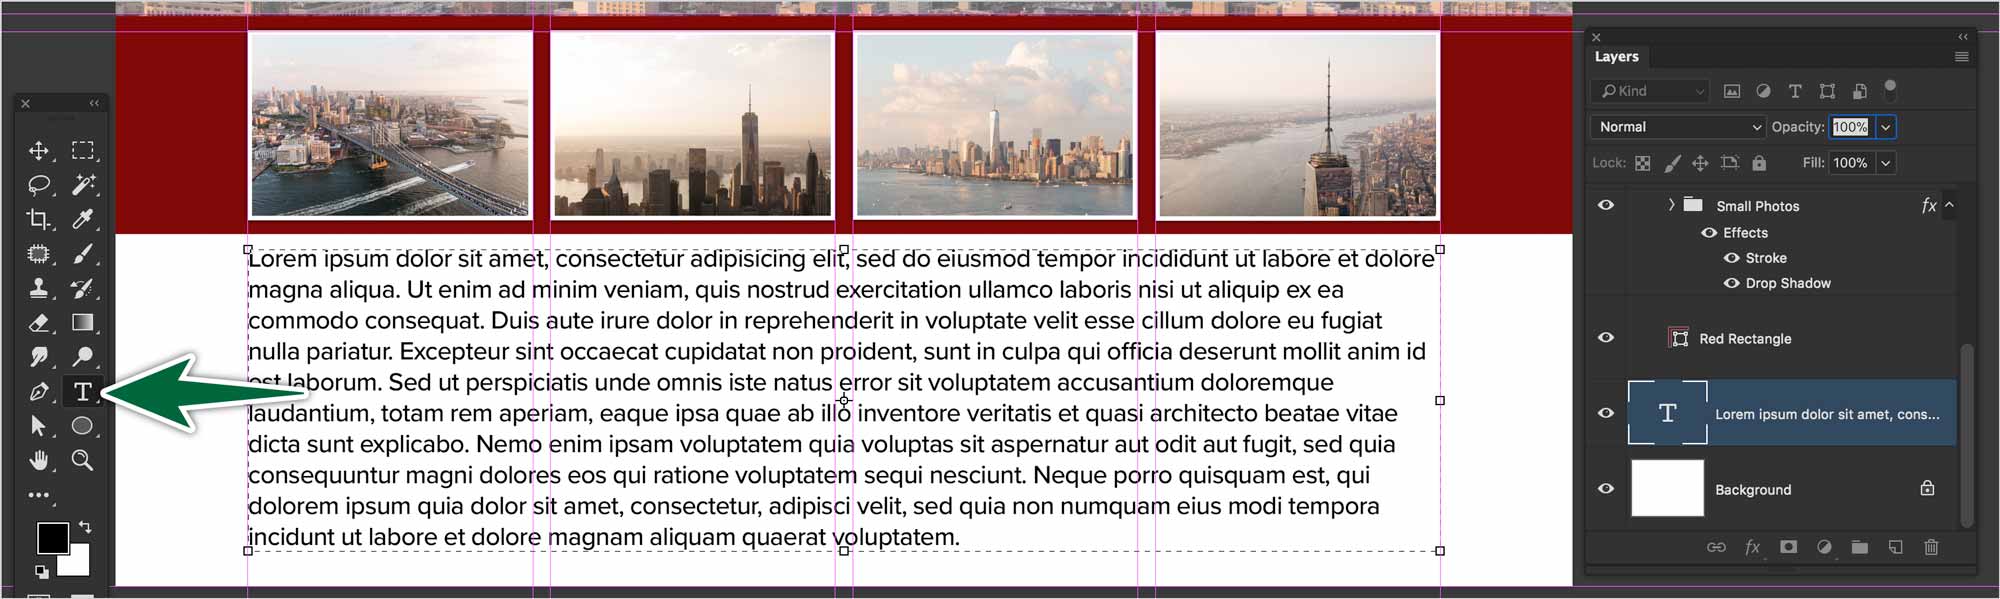 Lorem ipsum dolor sit amet, consectetur adipisicing elit, sed do eiusmod tempor incididunt ut labore et dolore
magna aliqua. Ut enim ad minim veniam, quis nostrud exercitation ullamco laboris nisi ut aliquip ex ea
commodo consequat. Duis aute irure dolor in reprehenderit in voluptate velit esse cillum dolore eu fugiat
nulla pariatur. Excepteur sint occaecat cupidatat non proident, sunt in culpa qui officia deserunt mollit anim id
est laborum. Sed ut perspiciatis unde omnis iste natus error sit voluptatem accusantium doloremque
laudantium, totam rem aperiam, eaque ipsa quae ab illo inventore veritatis et quasi architecto beatae vitae
dicta sunt explicabo. Nemo enim ipsam voluptatem quia voluptas sit aspernatur aut odit aut fugit, sed quia
consequuntur magni dolores eos qui ratione voluptatem sequi nesciunt. Neque porro quisquam est, qui
dolorem ipsum quia dolor sit amet, consectetur, adipisci velit, sed quia non numquam eius modi tempora
incidunt ut labore et dolore magnam aliquam quaerat voluptatem.
Layers
Kind
Normal
Opacity: 100%
Lock:
Fill: 100%
Small Photos fx
Effects
Stroke
Drop Shadow
Red Rectangle
T
Lorem ipsum dolor sit amet, cons...
Background
fx